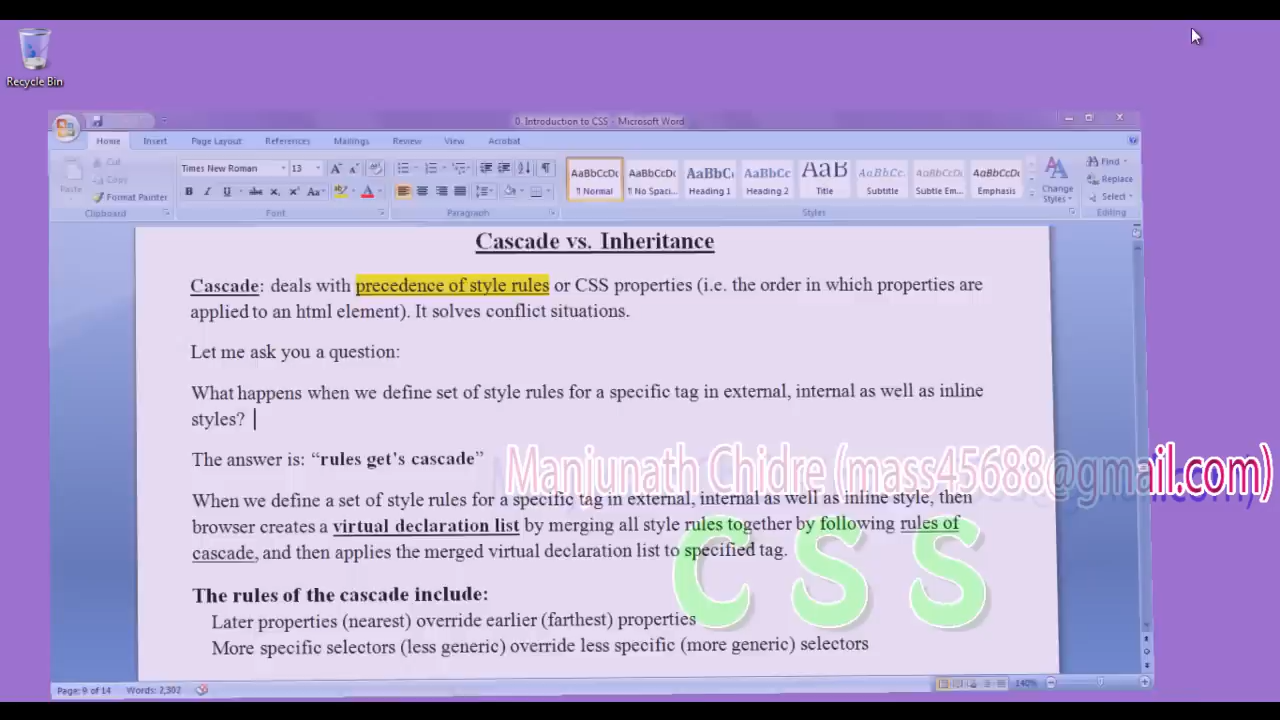 Recycle Bin
0. Introduction to CSS - Microsoft Word
Home Insert Page Layout References Mailings Review View Acrobat
Paste
Cut
Copy
Format Painter
Clipboard
Times New Roman 13
Font
Paragraph
AaBbCcDc AaBbCcDc AaBbC AaBbCc AaB AaBbCc. AaBbCcDc AaBbCcDc
¶ Normal ¶ No Spaci... Heading 1 Heading 2 Title Subtitle Subtle Em... Emphasis
Change Styles
Styles
Find
Replace
Select
Editing
Cascade vs. Inheritance
Cascade: deals with precedence of style rules or CSS properties (i.e. the order in which properties are
applied to an html element). It solves conflict situations.
Let me ask you a question:
What happens when we define set of style rules for a specific tag in external, internal as well as inline
styles?
The answer is: “rules get's cascade”
Manjunath Chidre (mass45688@gmail.com)
When we define a set of style rules for a specific tag in external, internal as well as inline style, then
browser creates a virtual declaration list by merging all style rules together by following rules of
cascade, and then applies the merged virtual declaration list to specified tag.
CSS
The rules of the cascade include:
Later properties (nearest) override earlier (farthest) properties
More specific selectors (less generic) override less specific (more generic) selectors
Page: 9 of 14 Words: 2,302 140%